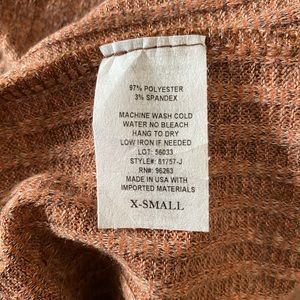 97% POLYESTER
3% SPANDEX
MACHINE WASH COLD
WATER NO BLEACH
HANG TO DRY
LOW IRON IF NEEDED
LOT: 56033
STYLE#: 81757-J
RN#: 96263
MADE IN USA WITH
IMPORTED MATERIALS
X-SMALL